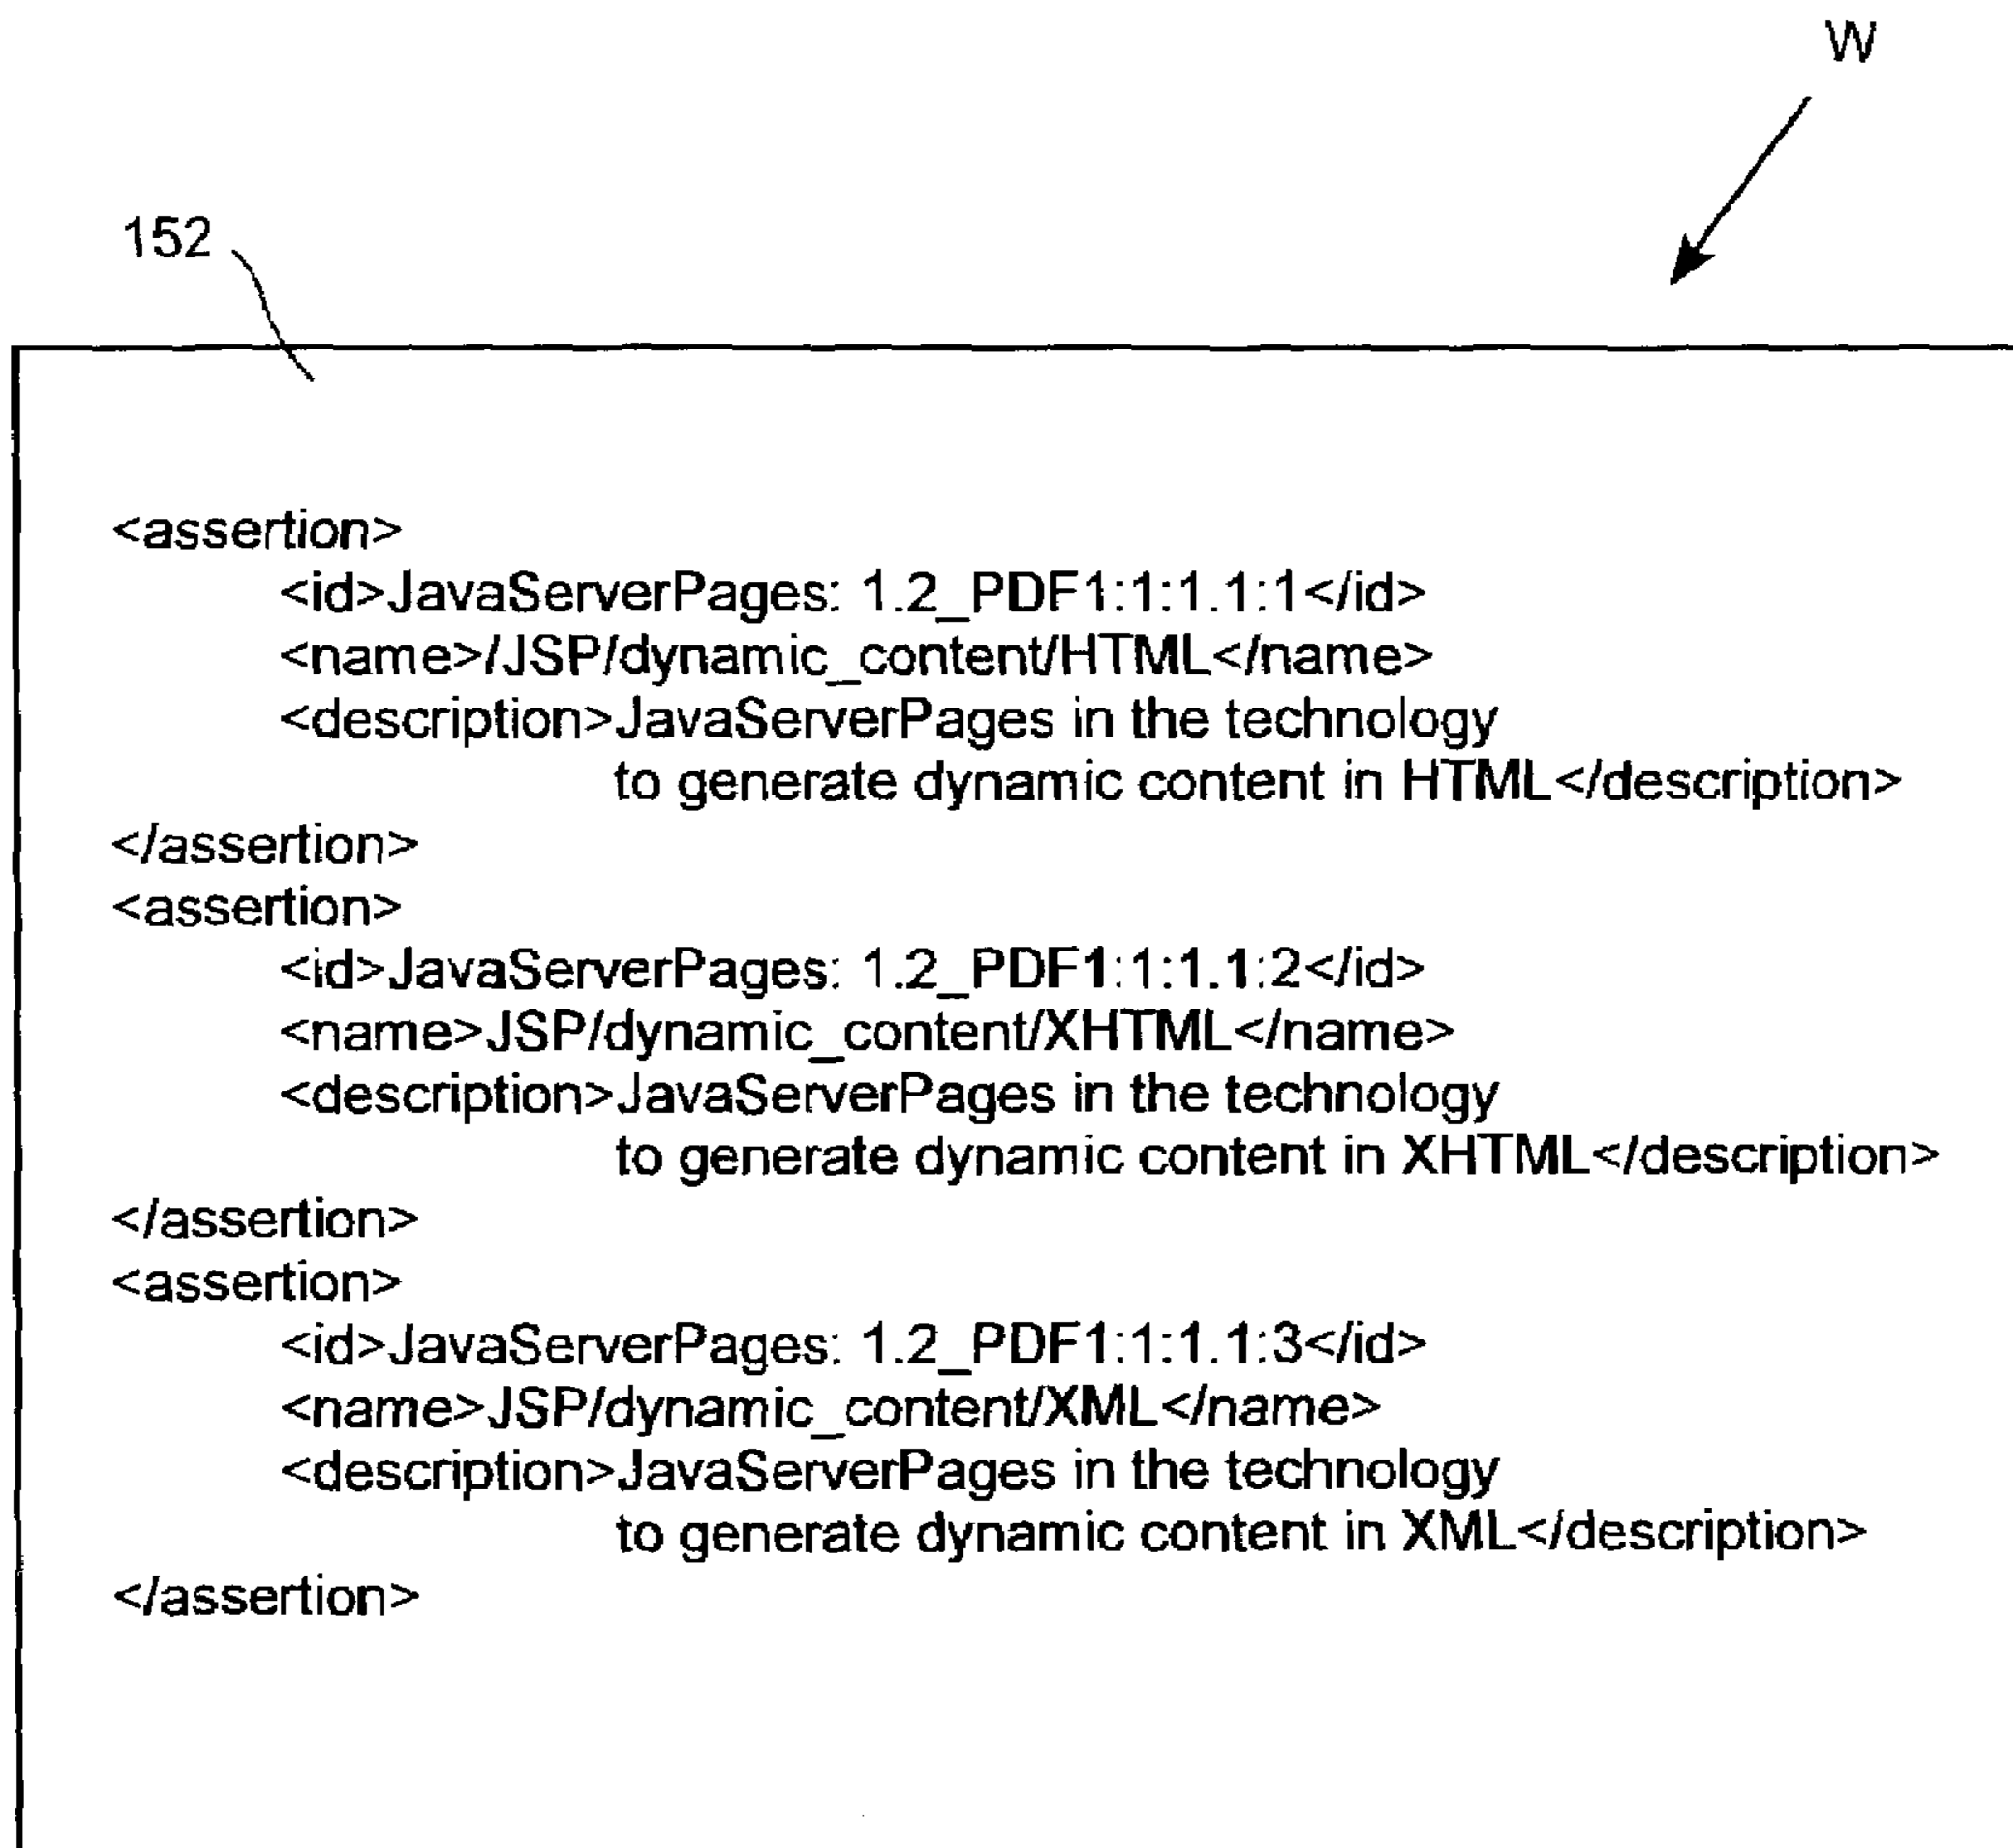 W
152
<assertion>
<id>JavaServerPages: 1.2_PDF1:1:1.1:1</id>
<name>/JSP/dynamic_content/HTML</name>
<description>JavaServerPages in the technology
to generate dynamic content in HTML</description>
</assertion>
<assertion>
<id>JavaServerPages: 1.2_PDF1:1:1.1:2</id>
<name>JSP/dynamic_content/XHTML</name>
<description>JavaServerPages in the technology
to generate dynamic content in XHTML</description>
</assertion>
<assertion>
<id>JavaServerPages: 1.2_PDF1:1:1.1:3</id>
<name>JSP/dynamic_content/XML</name>
<description>JavaServerPages in the technology
to generate dynamic content in XML</description>
</assertion>